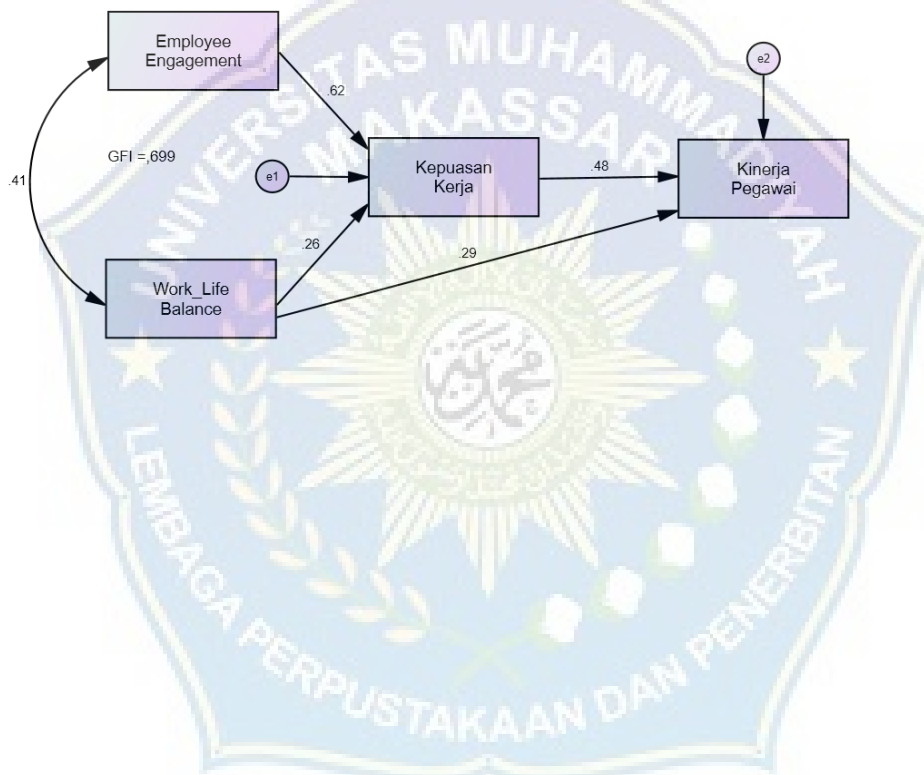 Employee
Engagement
e2
.62
GFI =,699
.41
e1
Kepuasan
Kerja
.48
Kinerja
Pegawai
.26
.29
Work_Life
Balance
UNIVERSITAS MUHAMMADIYAH
MAKASSAR
محمد
LEMBAGA PERPUSTAKAAN DAN PENERBITAN